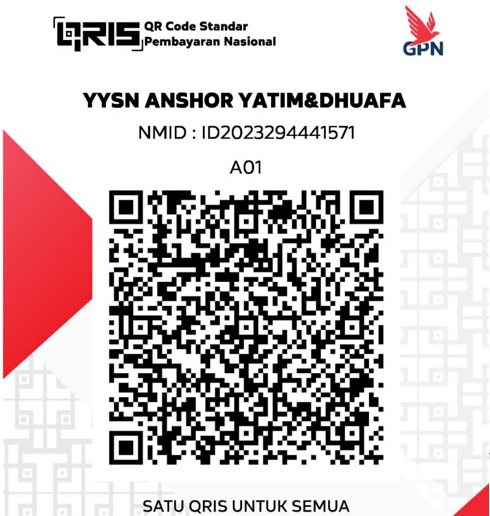 QRIS QR Code Standar
Pembayaran Nasional
GPN
YYSN ANSHOR YATIM&DHUAFA
NMID : ID2023294441571
A01
SATU QRIS UNTUK SEMUA